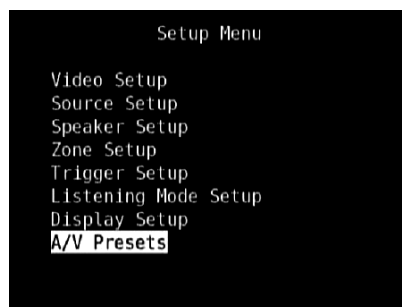 Setup Menu
Video Setup
Source Setup
Speaker Setup
Zone Setup
Trigger Setup
Listening Mode Setup
Display Setup
A/V Presets